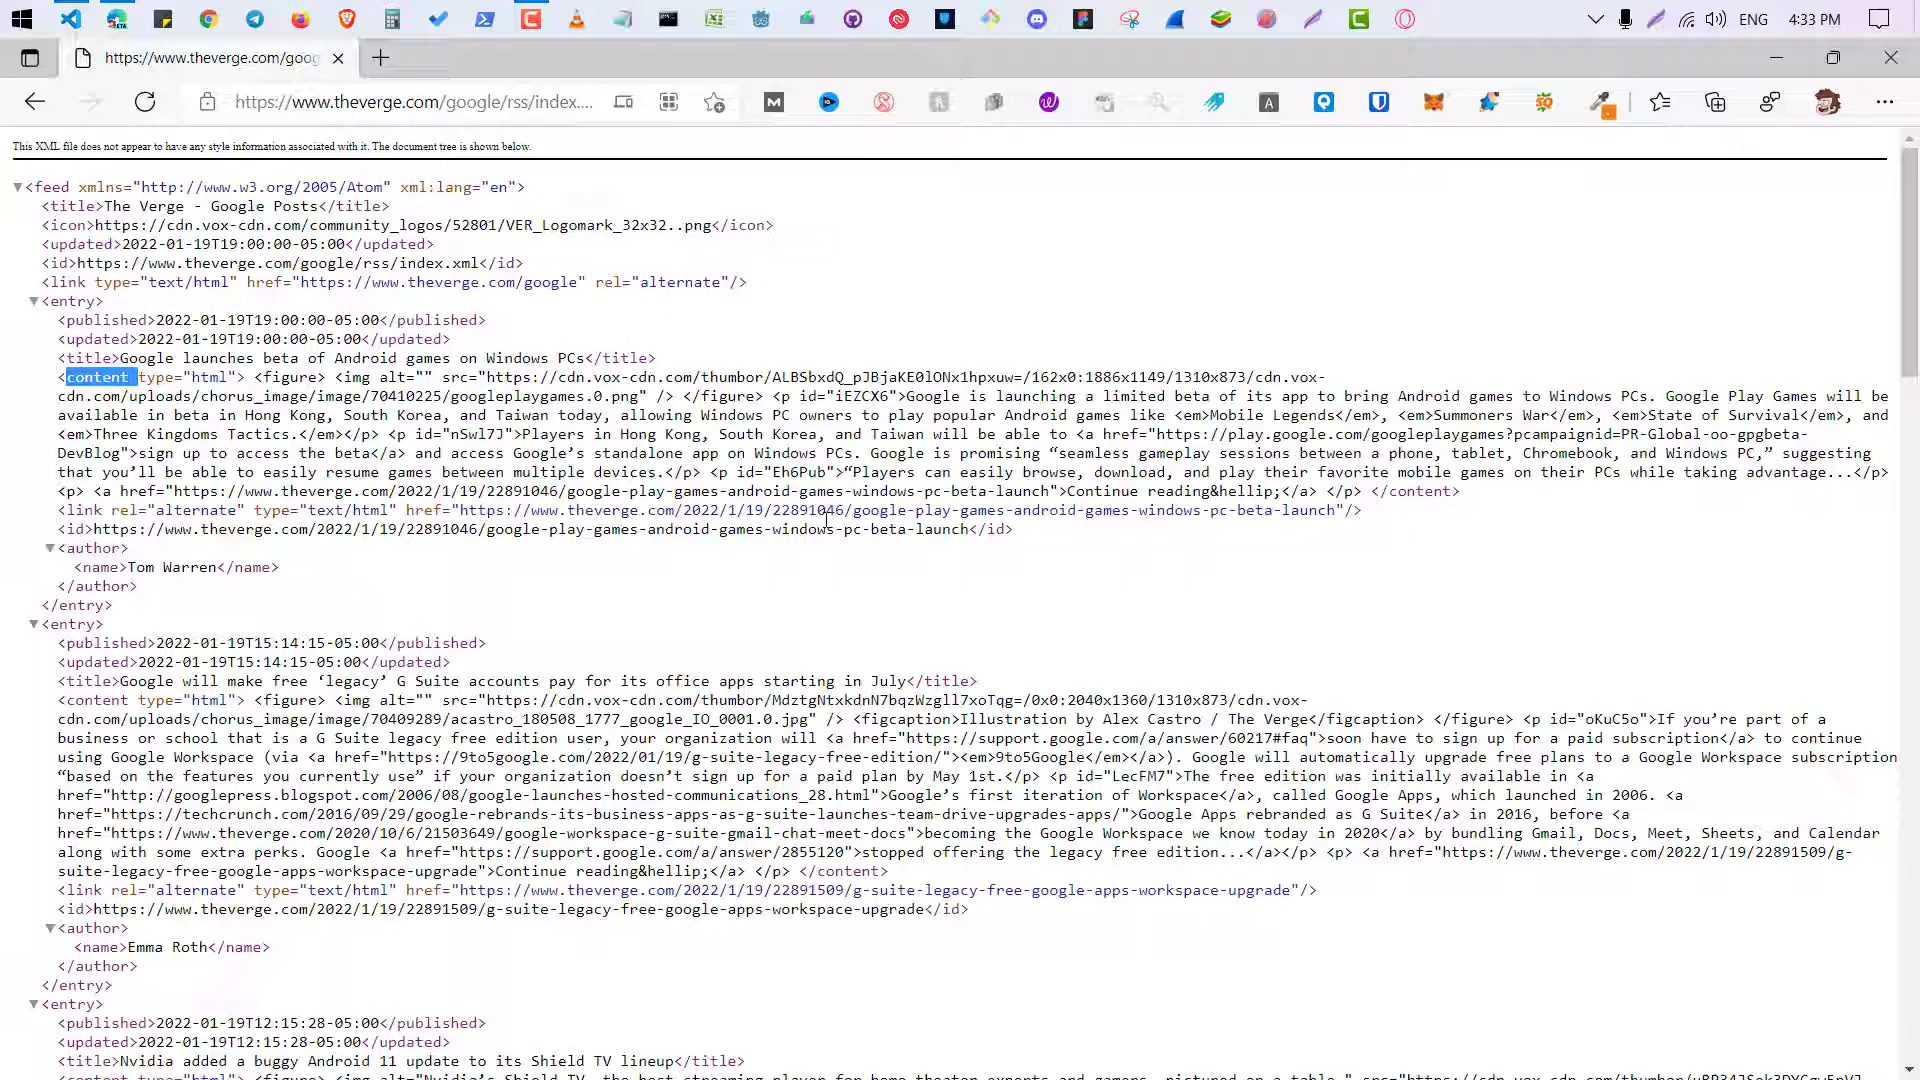 ENG
4:33 PM
https://www.theverge.com/goog
https://www.theverge.com/google/rss/index....
This XML file does not appear to have any style information associated with it. The document tree is shown below.
<feed xmlns="http://www.w3.org/2005/Atom" xml:lang="en">
<title>The Verge - Google Posts</title>
<icon>https://cdn.vox-cdn.com/community_logos/52801/VER_Logomark_32x32..png</icon>
<updated>2022-01-19T19:00:00-05:00</updated>
<id>https://www.theverge.com/google/rss/index.xml</id>
<link type="text/html" href="https://www.theverge.com/google" rel="alternate"/>
<entry>
<published>2022-01-19T19:00:00-05:00</published>
<updated>2022-01-19T19:00:00-05:00</updated>
<title>Google launches beta of Android games on Windows PCs</title>
<content type="html"> <figure> <img alt="" src="https://cdn.vox-cdn.com/thumbor/ALBSbxdQ_pJBjaKE0lONx1hpxuw=/162x0:1886x1149/1310x873/cdn.vox-
cdn.com/uploads/chorus_image/image/70410225/googleplaygames.0.png" /> </figure> <p id="iEZCX6">Google is launching a limited beta of its app to bring Android games to Windows PCs. Google Play Games will be
available in beta in Hong Kong, South Korea, and Taiwan today, allowing Windows PC owners to play popular Android games like <em>Mobile Legends</em>, <em>Summoners War</em>, <em>State of Survival</em>, and
<em>Three Kingdoms Tactics.</em></p> <p id="nSwl7J">Players in Hong Kong, South Korea, and Taiwan will be able to <a href="https://play.google.com/googleplaygames?pcampaignid=PR-Global-oo-gpgbeta-
DevBlog">sign up to access the beta</a> and access Google’s standalone app on Windows PCs. Google is promising “seamless gameplay sessions between a phone, tablet, Chromebook, and Windows PC,” suggesting
that you’ll be able to easily resume games between multiple devices.</p> <p id="Eh6Pub">“Players can easily browse, download, and play their favorite mobile games on their PCs while taking advantage...</p>
<p> <a href="https://www.theverge.com/2022/1/19/22891046/google-play-games-android-games-windows-pc-beta-launch">Continue reading&hellip;</a> </p> </content>
<link rel="alternate" type="text/html" href="https://www.theverge.com/2022/1/19/22891046/google-play-games-android-games-windows-pc-beta-launch"/>
<id>https://www.theverge.com/2022/1/19/22891046/google-play-games-android-games-windows-pc-beta-launch</id>
<author>
<name>Tom Warren</name>
</author>
</entry>
<entry>
<published>2022-01-19T15:14:15-05:00</published>
<updated>2022-01-19T15:14:15-05:00</updated>
<title>Google will make free ‘legacy’ G Suite accounts pay for its office apps starting in July</title>
<content type="html"> <figure> <img alt="" src="https://cdn.vox-cdn.com/thumbor/MdztgNtxkdnN7bqzWzgll7xoTqg=/0x0:2040x1360/1310x873/cdn.vox-
cdn.com/uploads/chorus_image/image/70409289/acastro_180508_1777_google_IO_0001.0.jpg" /> <figcaption>Illustration by Alex Castro / The Verge</figcaption> </figure> <p id="oKuC5o">If you’re part of a
business or school that is a G Suite legacy free edition user, your organization will <a href="https://support.google.com/a/answer/60217#faq">soon have to sign up for a paid subscription</a> to continue
using Google Workspace (via <a href="https://9to5google.com/2022/01/19/g-suite-legacy-free-edition/"><em>9to5Google</em></a>). Google will automatically upgrade free plans to a Google Workspace subscription
“based on the features you currently use” if your organization doesn’t sign up for a paid plan by May 1st.</p> <p id="LecFM7">The free edition was initially available in <a
href="http://googlepress.blogspot.com/2006/08/google-launches-hosted-communications_28.html">Google’s first iteration of Workspace</a>, called Google Apps, which launched in 2006. <a
href="https://techcrunch.com/2016/09/29/google-rebrands-its-business-apps-as-g-suite-launches-team-drive-upgrades-apps/">Google Apps rebranded as G Suite</a> in 2016, before <a
href="https://www.theverge.com/2020/10/6/21503649/google-workspace-g-suite-gmail-chat-meet-docs">becoming the Google Workspace we know today in 2020</a> by bundling Gmail, Docs, Meet, Sheets, and Calendar
along with some extra perks. Google <a href="https://support.google.com/a/answer/2855120">stopped offering the legacy free edition...</a></p> <p> <a href="https://www.theverge.com/2022/1/19/22891509/g-
suite-legacy-free-google-apps-workspace-upgrade">Continue reading&hellip;</a> </p> </content>
<link rel="alternate" type="text/html" href="https://www.theverge.com/2022/1/19/22891509/g-suite-legacy-free-google-apps-workspace-upgrade"/>
<id>https://www.theverge.com/2022/1/19/22891509/g-suite-legacy-free-google-apps-workspace-upgrade</id>
<author>
<name>Emma Roth</name>
</author>
</entry>
<entry>
<published>2022-01-19T12:15:28-05:00</published>
<updated>2022-01-19T12:15:28-05:00</updated>
<title>Nvidia added a buggy Android 11 update to its Shield TV lineup</title>